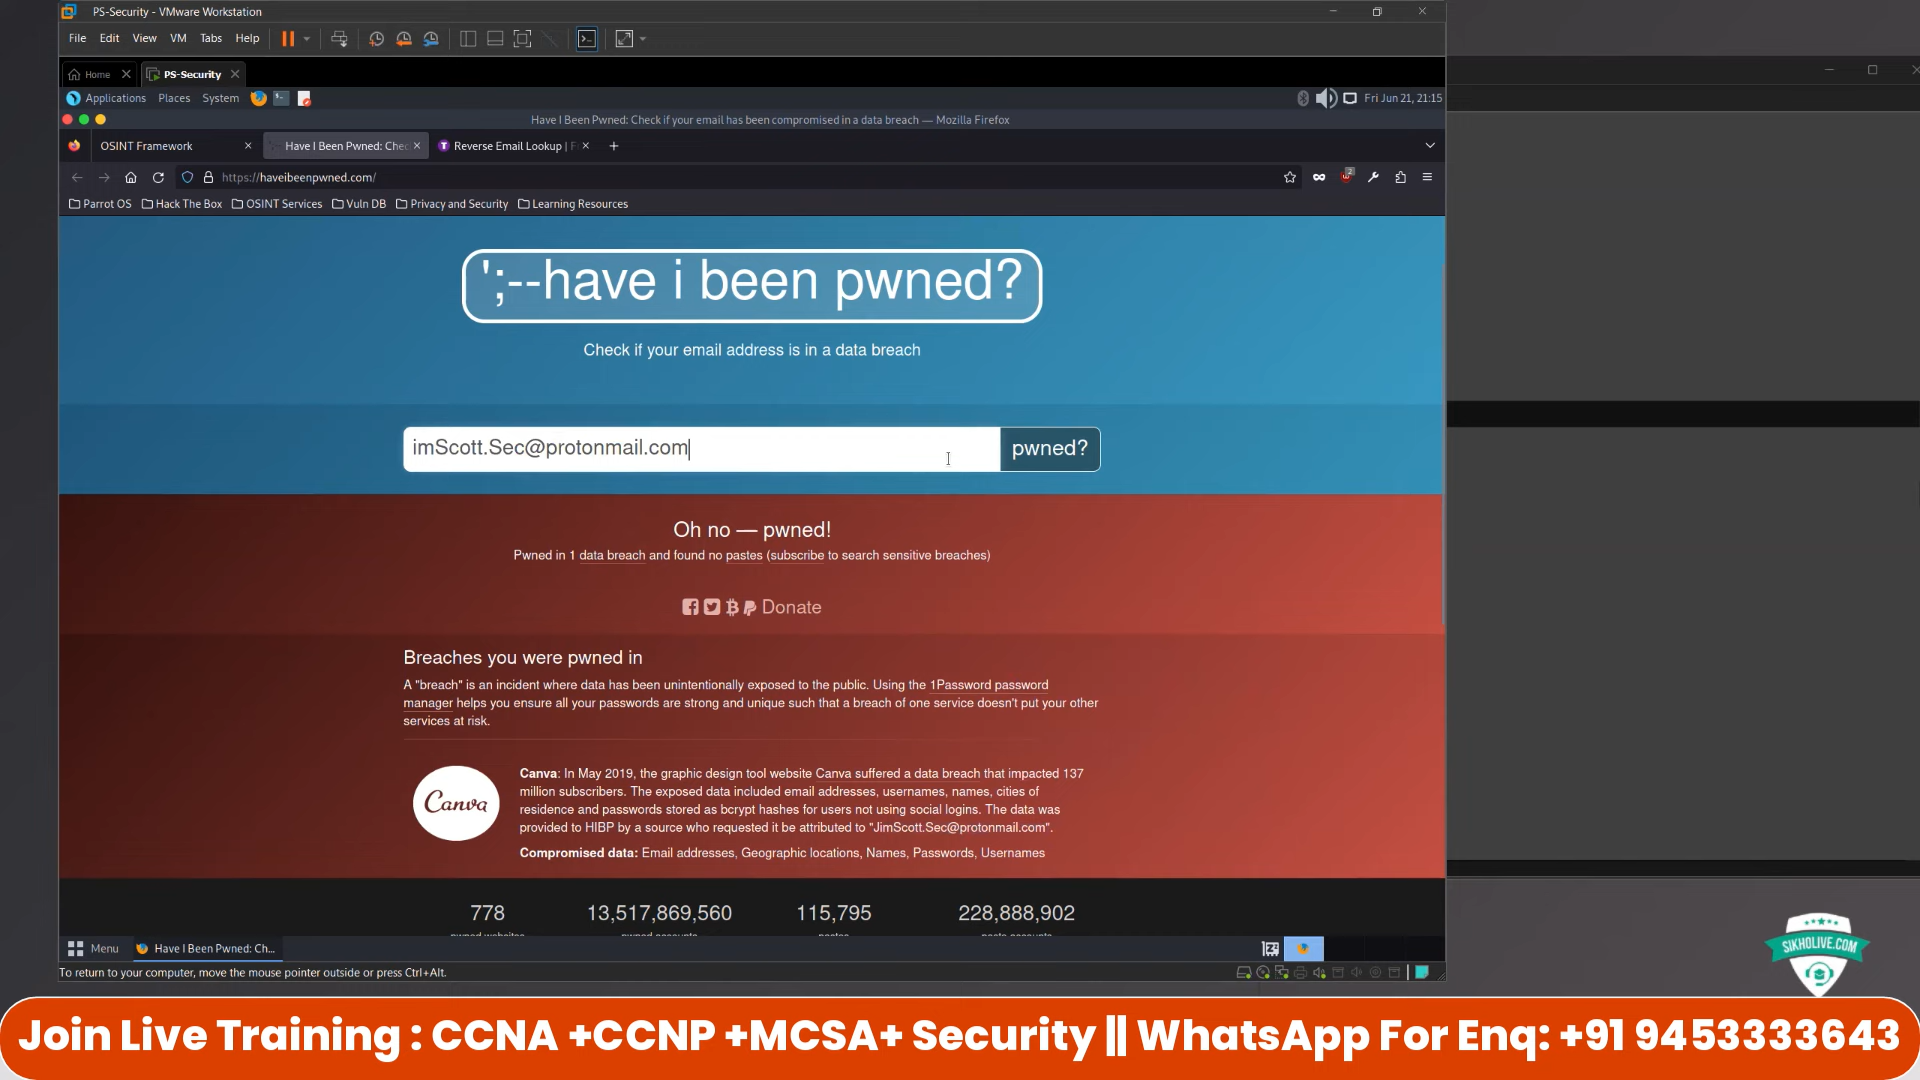 PS-Security - VMware Workstation
File Edit View VM Tabs Help
Home PS-Security
Applications Places System Fri Jun 21, 21:15
Have I Been Pwned: Check if your email has been compromised in a data breach — Mozilla Firefox
OSINT Framework Have I Been Pwned: Chec Reverse Email Lookup |
https://haveibeenpwned.com/
Parrot OS Hack The Box OSINT Services Vuln DB Privacy and Security Learning Resources
';--have i been pwned?
Check if your email address is in a data breach
imScott.Sec@protonmail.com pwned?
Oh no — pwned!
Pwned in 1 data breach and found no pastes (subscribe to search sensitive breaches)
Donate
Breaches you were pwned in
A "breach" is an incident where data has been unintentionally exposed to the public. Using the 1Password password
manager helps you ensure all your passwords are strong and unique such that a breach of one service doesn't put your other
services at risk.
Canva
Canva: In May 2019, the graphic design tool website Canva suffered a data breach that impacted 137
million subscribers. The exposed data included email addresses, usernames, names, cities of
residence and passwords stored as bcrypt hashes for users not using social logins. The data was
provided to HIBP by a source who requested it be attributed to "JimScott.Sec@protonmail.com".
Compromised data: Email addresses, Geographic locations, Names, Passwords, Usernames
778 13,517,869,560 115,795 228,888,902
Menu Have I Been Pwned: Ch...
To return to your computer, move the mouse pointer outside or press Ctrl+Alt.
SIKHOLIVE.COM
Join Live Training : CCNA +CCNP +MCSA+ Security || WhatsApp For Enq: +91 9453333643